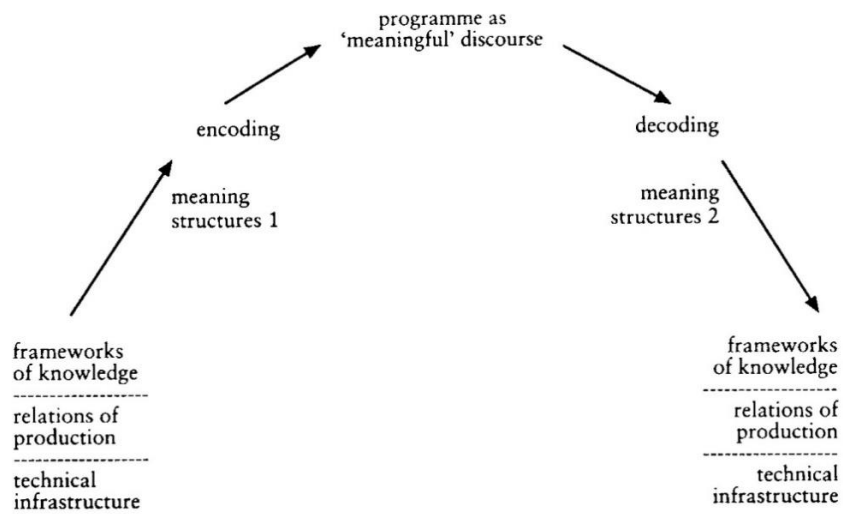 programme as
‘meaningful’ discourse
encoding
decoding
meaning
structures 1
meaning
structures 2
frameworks
of knowledge
relations of
production
technical
infrastructure
frameworks
of knowledge
relations of
production
technical
infrastructure